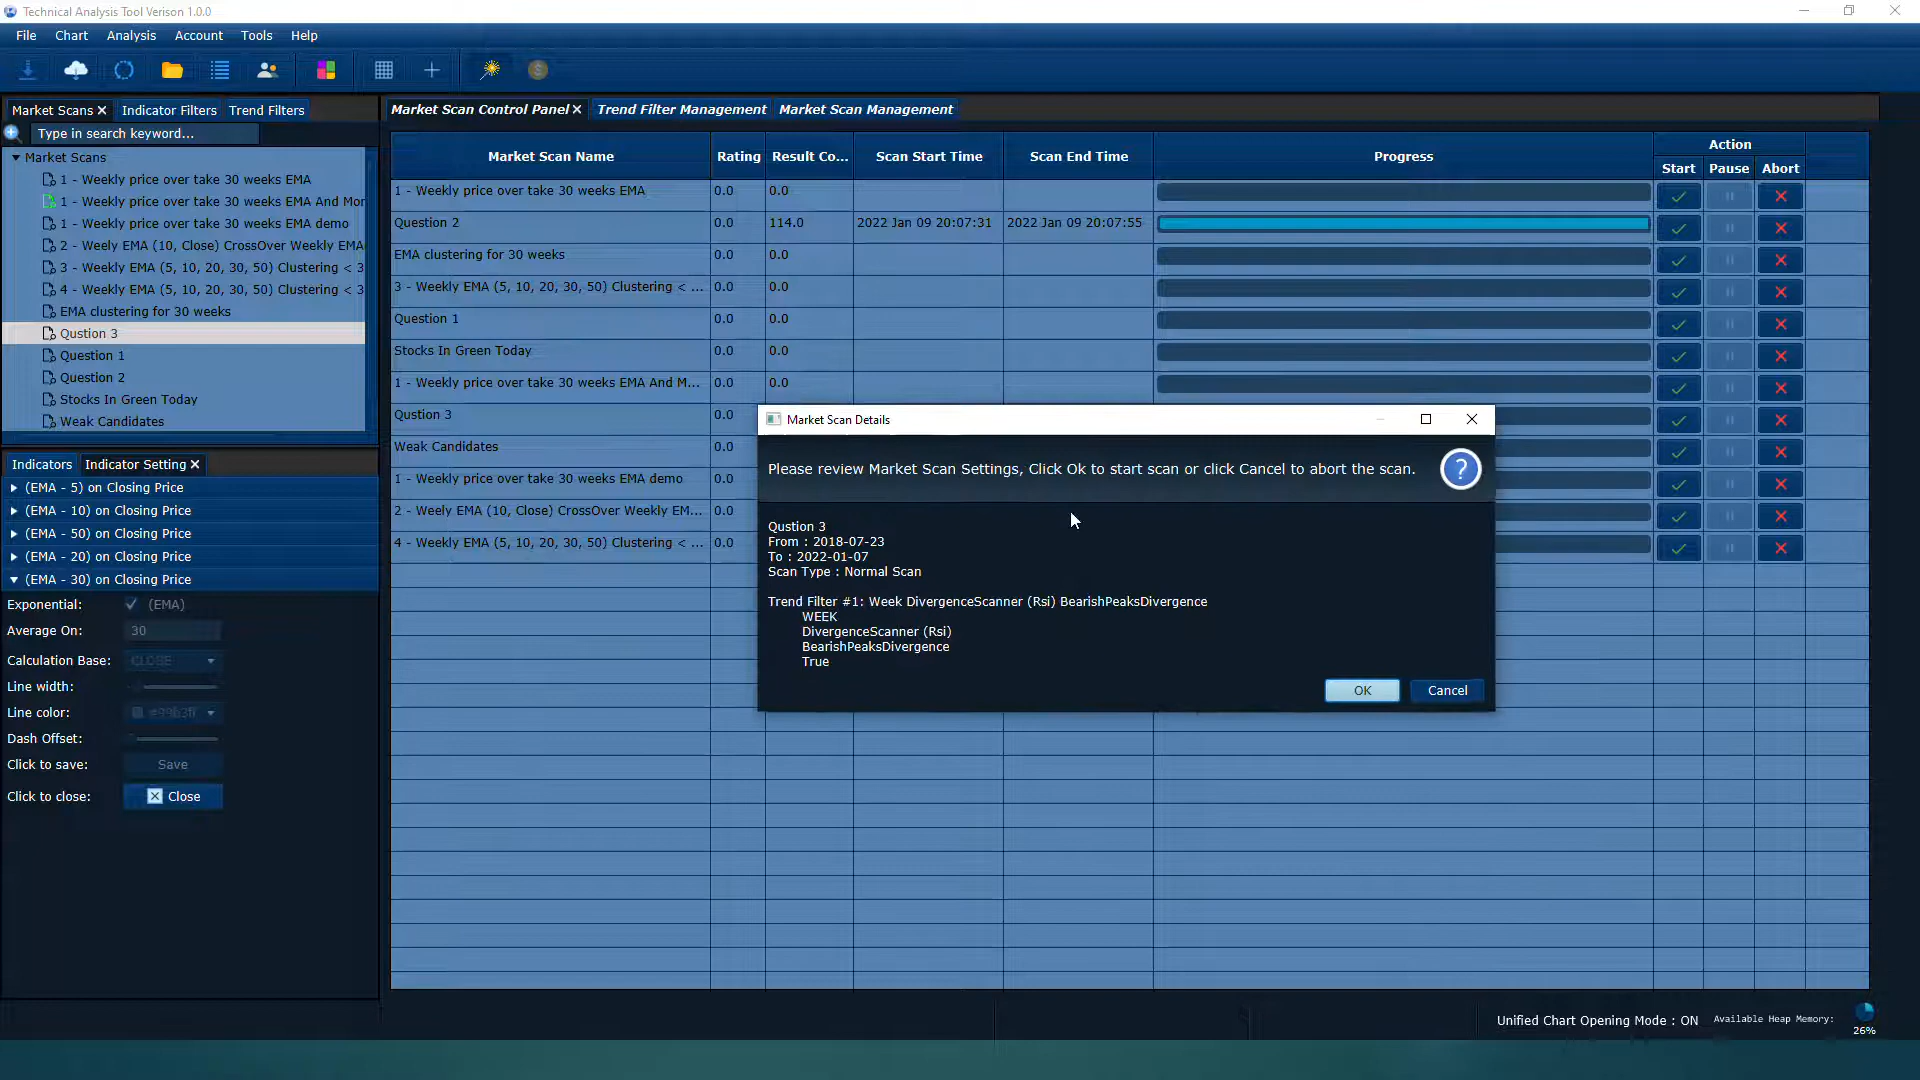 Technical Analysis Tool Verison 1.0.0
File Chart Analysis Account Tools Help
Market Scans Indicator Filters Trend Filters
Type in search keyword...
Market Scans
1 - Weekly price over take 30 weeks EMA
1 - Weekly price over take 30 weeks EMA And Mor
1 - Weekly price over take 30 weeks EMA demo
2 - Weely EMA (10, Close) CrossOver Weekly EMA
3 - Weekly EMA (5, 10, 20, 30, 50) Clustering < 3
4 - Weekly EMA (5, 10, 20, 30, 50) Clustering < 3
EMA clustering for 30 weeks
Qustion 3
Question 1
Question 2
Stocks In Green Today
Weak Candidates
Indicators Indicator Setting
(EMA - 5) on Closing Price
(EMA - 10) on Closing Price
(EMA - 50) on Closing Price
(EMA - 20) on Closing Price
(EMA - 30) on Closing Price
Exponential: (EMA)
Average On: 30
Calculation Base: CLOSE
Line width:
Line color: #99b3ff
Dash Offset:
Click to save: Save
Click to close: Close
Market Scan Control Panel Trend Filter Management Market Scan Management
Market Scan Name Rating Result Co... Scan Start Time Scan End Time Progress Action
Start Pause Abort
1 - Weekly price over take 30 weeks EMA 0.0 0.0
Question 2 0.0 114.0 2022 Jan 09 20:07:31 2022 Jan 09 20:07:55
EMA clustering for 30 weeks 0.0 0.0
3 - Weekly EMA (5, 10, 20, 30, 50) Clustering < ... 0.0 0.0
Question 1 0.0 0.0
Stocks In Green Today 0.0 0.0
1 - Weekly price over take 30 weeks EMA And M... 0.0 0.0
Qustion 3 0.0
Weak Candidates 0.0
1 - Weekly price over take 30 weeks EMA demo 0.0
2 - Weely EMA (10, Close) CrossOver Weekly EM... 0.0
4 - Weekly EMA (5, 10, 20, 30, 50) Clustering < ... 0.0
Market Scan Details
Please review Market Scan Settings, Click Ok to start scan or click Cancel to abort the scan.
Qustion 3
From : 2018-07-23
To : 2022-01-07
Scan Type : Normal Scan
Trend Filter #1: Week DivergenceScanner (Rsi) BearishPeaksDivergence
WEEK
DivergenceScanner (Rsi)
BearishPeaksDivergence
True
OK Cancel
Unified Chart Opening Mode : ON Available Heap Memory:
26%